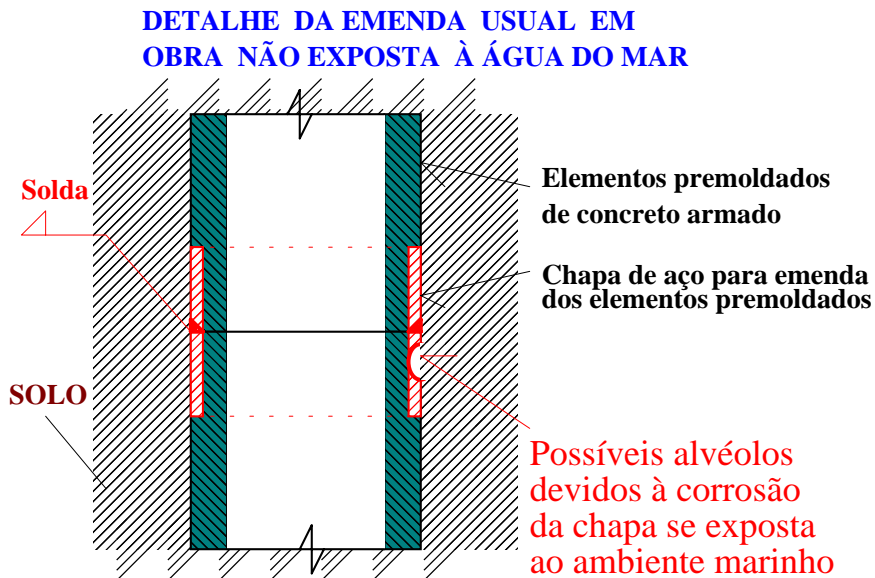 DETALHE DA EMENDA USUAL EM
OBRA NÃO EXPOSTA À ÁGUA DO MAR
Solda
Elementos premoldados
de concreto armado
Chapa de aço para emenda
dos elementos premoldados
SOLO
Possíveis alvéolos
devidos à corrosão
da chapa se exposta
ao ambiente marinho